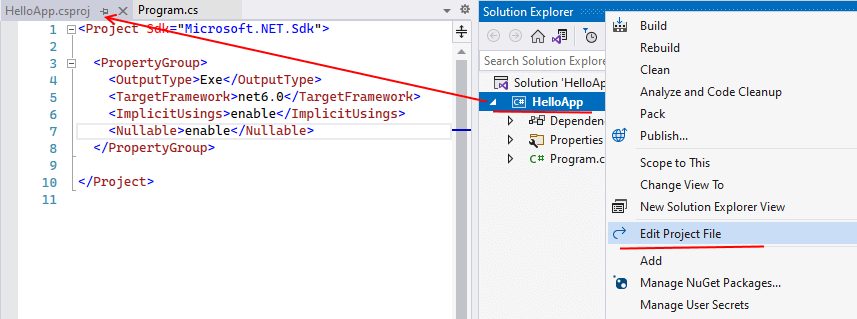 HelloApp.csproj
Program.cs
1 <Project Sdk="Microsoft.NET.Sdk">
2
3 <PropertyGroup>
4 <OutputType>Exe</OutputType>
5 <TargetFramework>net6.0</TargetFramework>
6 <ImplicitUsings>enable</ImplicitUsings>
7 <Nullable>enable</Nullable>
8 </PropertyGroup>
9
10 </Project>
11
Solution Explorer
Search Solution Explor
Solution 'HelloAp
C# HelloApp
Depender
Properties
C# Program.c
Build
Rebuild
Clean
Analyze and Code Cleanup
Pack
Publish...
Scope to This
Change View To
New Solution Explorer View
Edit Project File
Add
Manage NuGet Packages...
Manage User Secrets